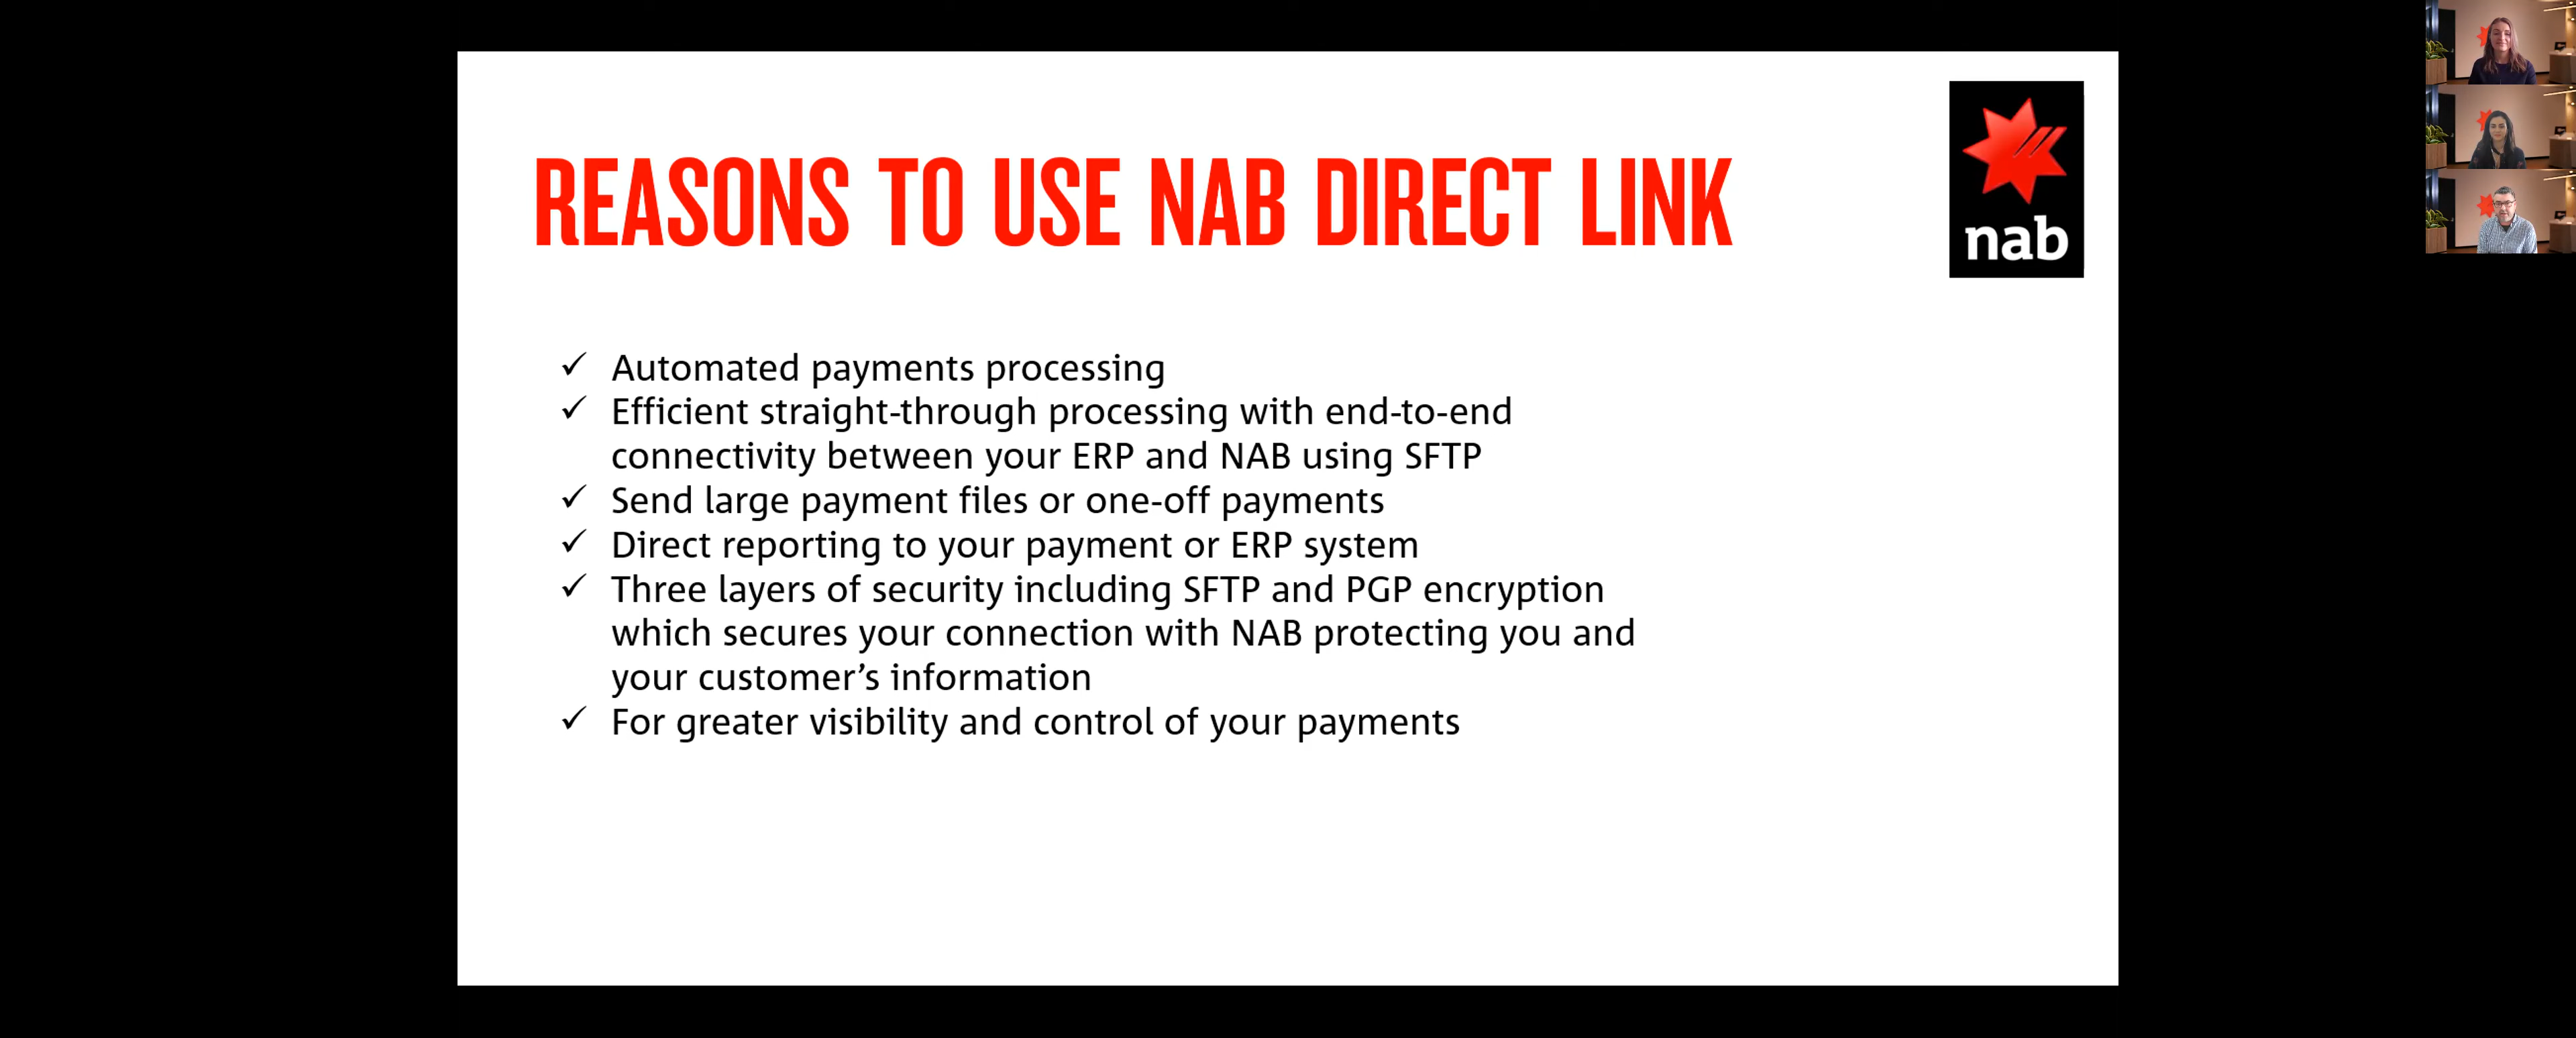 REASONS TO USE NAB DIRECT LINK
nab
✓ Automated payments processing
✓ Efficient straight-through processing with end-to-end
connectivity between your ERP and NAB using SFTP
✓ Send large payment files or one-off payments
✓ Direct reporting to your payment or ERP system
✓ Three layers of security including SFTP and PGP encryption
which secures your connection with NAB protecting you and
your customer’s information
✓ For greater visibility and control of your payments